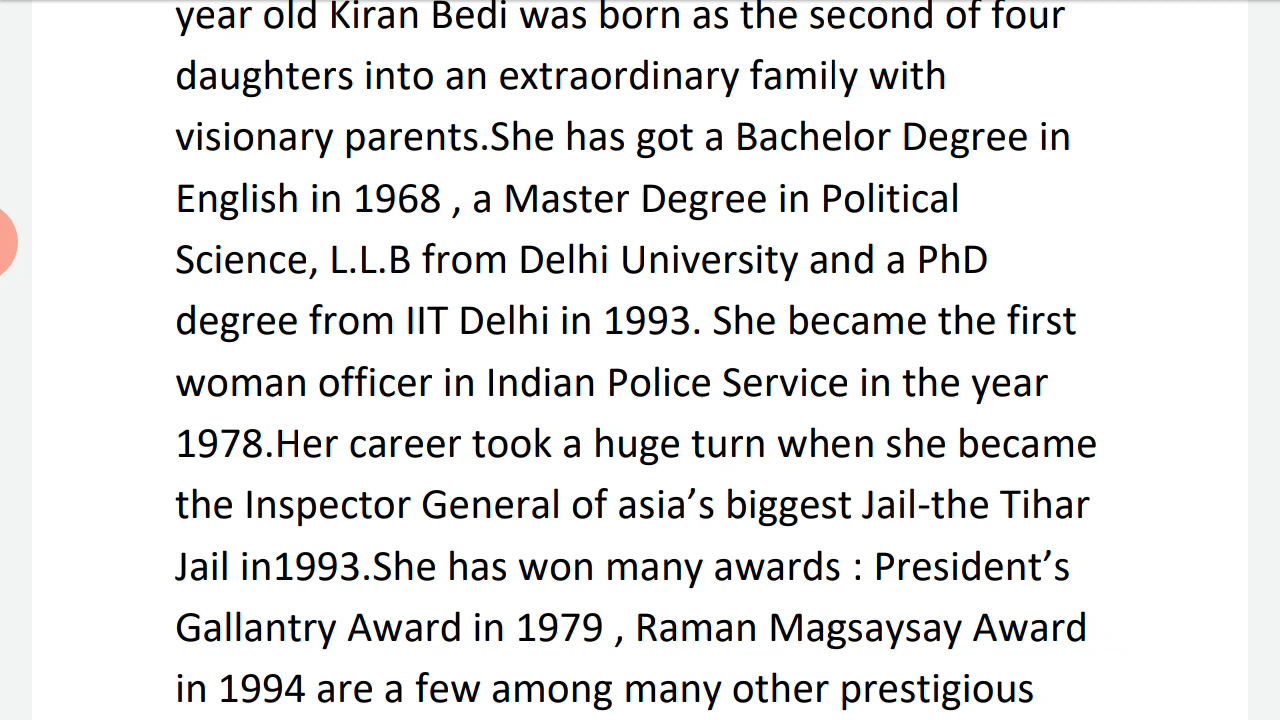 year old Kiran Bedi was born as the second of four
daughters into an extraordinary family with
visionary parents.She has got a Bachelor Degree in
English in 1968 , a Master Degree in Political
Science, L.L.B from Delhi University and a PhD
degree from IIT Delhi in 1993. She became the first
woman officer in Indian Police Service in the year
1978.Her career took a huge turn when she became
the Inspector General of asia’s biggest Jail-the Tihar
Jail in1993.She has won many awards : President’s
Gallantry Award in 1979 , Raman Magsaysay Award
in 1994 are a few among many other prestigious